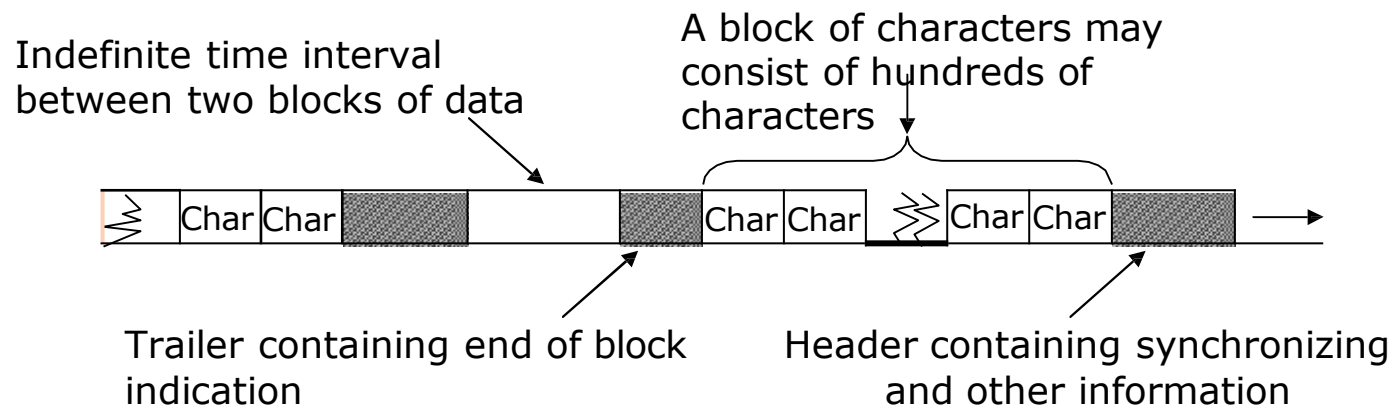 Indefinite time interval
between two blocks of data
A block of characters may
consist of hundreds of
characters
Char Char Char Char Char Char
Trailer containing end of block
indication
Header containing synchronizing
and other information